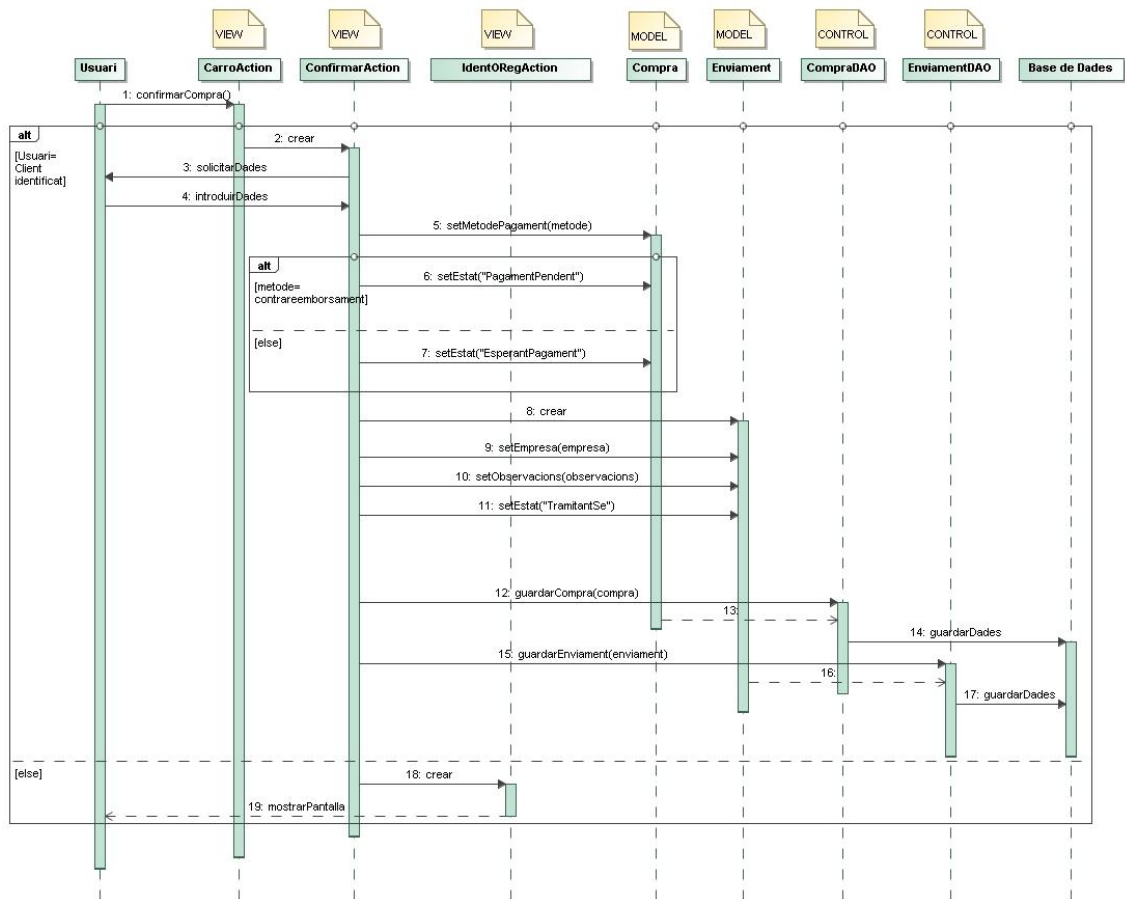 VIEW
VIEW
VIEW
MODEL
MODEL
CONTROL
CONTROL
Usuari
CarroAction
ConfirmarAction
IdentORegAction
Compra
Enviament
CompraDAO
EnviamentDAO
Base de Dades
1: confirmarCompra()
alt
[Usuari=
Client
identificat]
2: crear
3: solicitarDades
4: introduirDades
5: setMetodePagament(metode)
alt
[metode=
contrareemborsament]
6: setEstat("PagamentPendent")
[else]
7: setEstat("EsperantPagament")
8: crear
9: setEmpresa(empresa)
10: setObservacions(observacions)
11: setEstat("TramitantSe")
12: guardarCompra(compra)
13:
14: guardarDades
15: guardarEnviament(enviament)
16:
17: guardarDades
[else]
18: crear
19: mostrarPantalla